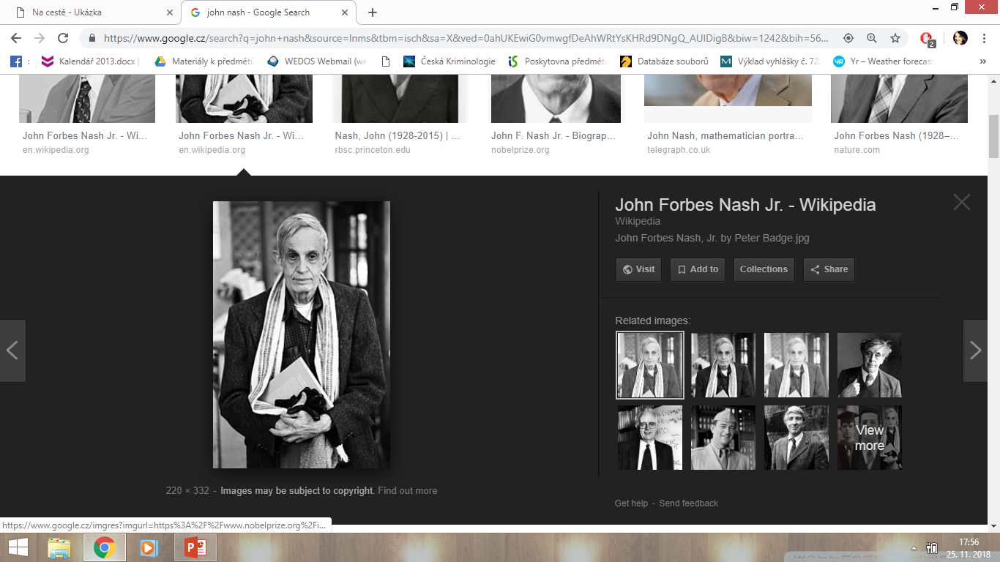 Na cestě - Ukázka
john nash - Google Search
https://www.google.cz/search?q=john+nash&source=lnms&tbm=isch&sa=X&ved=0ahUKEwiG0vmwgfDeAhWRtYsKHRd9DNgQ_AUIDigB&biw=1242&bih=56...
2
:
Kalendář 2013.docx |
Materiály k předmětů
WEDOS Webmail (we
Česká Kriminologie
Poskytovna předmětu
Databáze souborů
Výklad vyhlášky č. 72
Yr – Weather forecast
»
John Forbes Nash Jr. - Wi...
en.wikipedia.org
John Forbes Nash Jr. - Wi...
en.wikipedia.org
Nash, John (1928-2015) | ...
rbsc.princeton.edu
John F. Nash Jr. - Biograp...
nobelprize.org
John Nash, mathematician portra...
telegraph.co.uk
John Forbes Nash (1928–...
nature.com
John Forbes Nash Jr. - Wikipedia
Wikipedia
John Forbes Nash, Jr. by Peter Badge.jpg
Visit
Add to
Collections
Share
Related images:
View
more
220 × 332 - Images may be subject to copyright. Find out more
Get help - Send feedback
https://www.google.cz/imgres?imgurl=https%3A%2F%2Fwww.nobelprize.org%2Fi...
17:56
25. 11. 2018